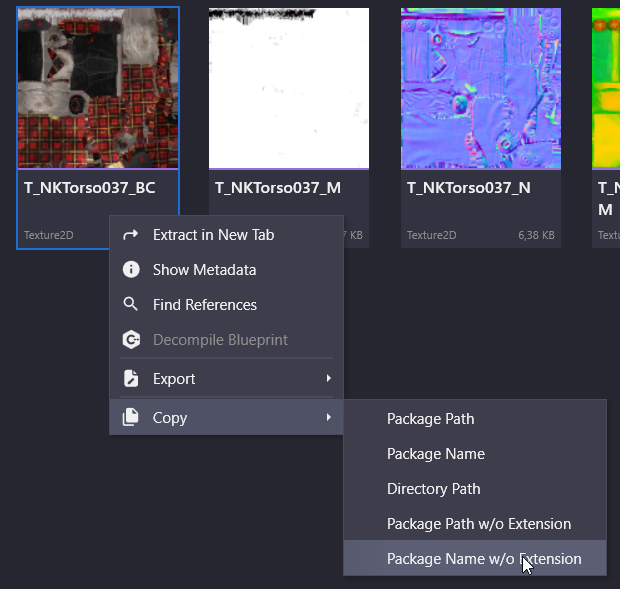 T_NKTorso037_BC
T_NKTorso037_M
T_NKTorso037_N
M
Texture2D
KB
Texture2D
6,38 KB
Extract in New Tab
Show Metadata
Find References
Decompile Blueprint
Export
Copy
Package Path
Package Name
Directory Path
Package Path w/o Extension
Package Name w/o Extension